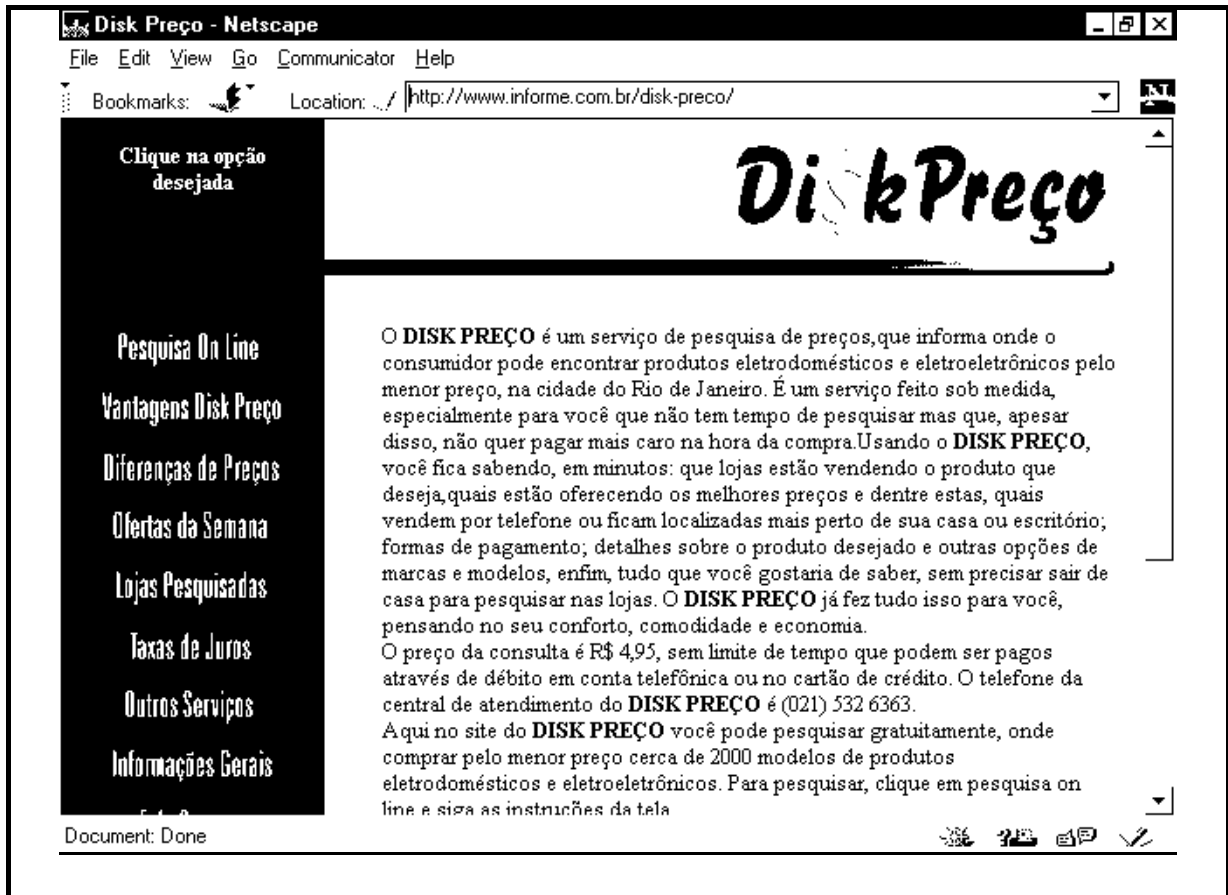 Disk Preço - Netscape
File Edit View Go Communicator Help
Bookmarks: Location: http://www.informe.com.br/disk-preco/
N
Clique na opção
desejada
Disk Preço
Pesquisa On Line
Vantagens Disk Preço
Diferenças de Preços
Ofertas da Semana
Lojas Pesquisadas
Taxas de Juros
Outros Serviços
Informações Gerais
O DISK PREÇO é um serviço de pesquisa de preços,que informa onde o
consumidor pode encontrar produtos eletrodomésticos e eletroeletrônicos pelo
menor preço, na cidade do Rio de Janeiro. É um serviço feito sob medida,
especialmente para você que não tem tempo de pesquisar mas que, apesar
disso, não quer pagar mais caro na hora da compra.Usando o DISK PREÇO,
você fica sabendo, em minutos: que lojas estão vendendo o produto que
deseja,quais estão oferecendo os melhores preços e dentre estas, quais
vendem por telefone ou ficam localizadas mais perto de sua casa ou escritório;
formas de pagamento; detalhes sobre o produto desejado e outras opções de
marcas e modelos, enfim, tudo que você gostaria de saber, sem precisar sair de
casa para pesquisar nas lojas. O DISK PREÇO já fez tudo isso para você,
pensando no seu conforto, comodidade e economia.
O preço da consulta é R$ 4,95, sem limite de tempo que podem ser pagos
através de débito em conta telefônica ou no cartão de crédito. O telefone da
central de atendimento do DISK PREÇO é (021) 532 6363.
Aqui no site do DISK PREÇO você pode pesquisar gratuitamente, onde
comprar pelo menor preço cerca de 2000 modelos de produtos
eletrodomésticos e eletroeletrônicos. Para pesquisar, clique em pesquisa on
line e siga as instruções da tela
Document: Done